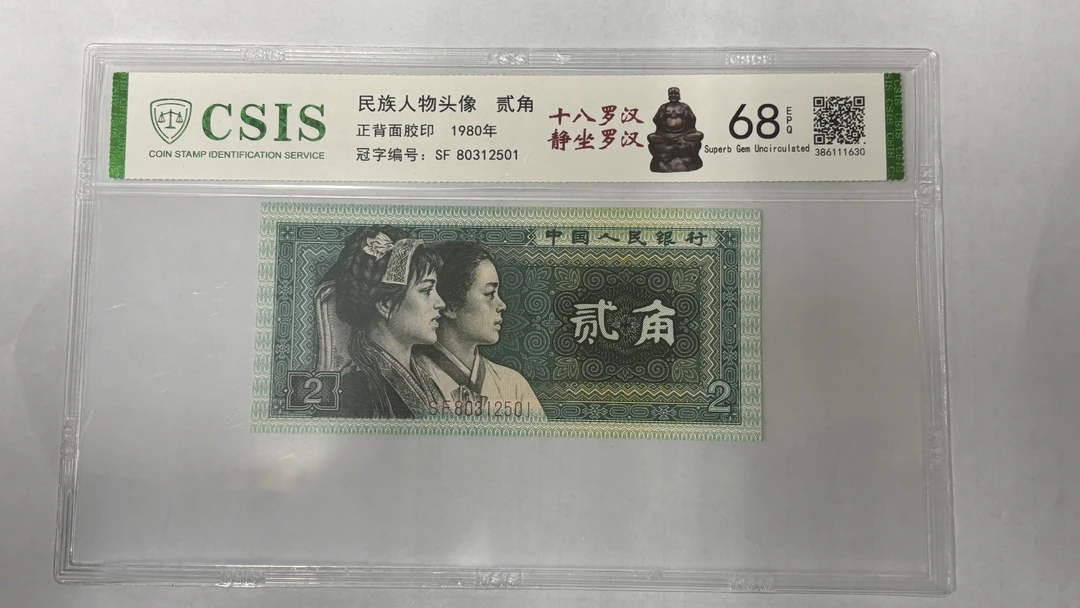 CSIS
COIN STAMP IDENTIFICATION SERVICE
民族人物头像 贰角
正背面胶印 1980年
冠字编号：SF 80312501
十八罗汉
静坐罗汉
68
EPQ
Superb Gem Uncirculated
386111630
中国人民银行
贰角
2
2
SF80312501